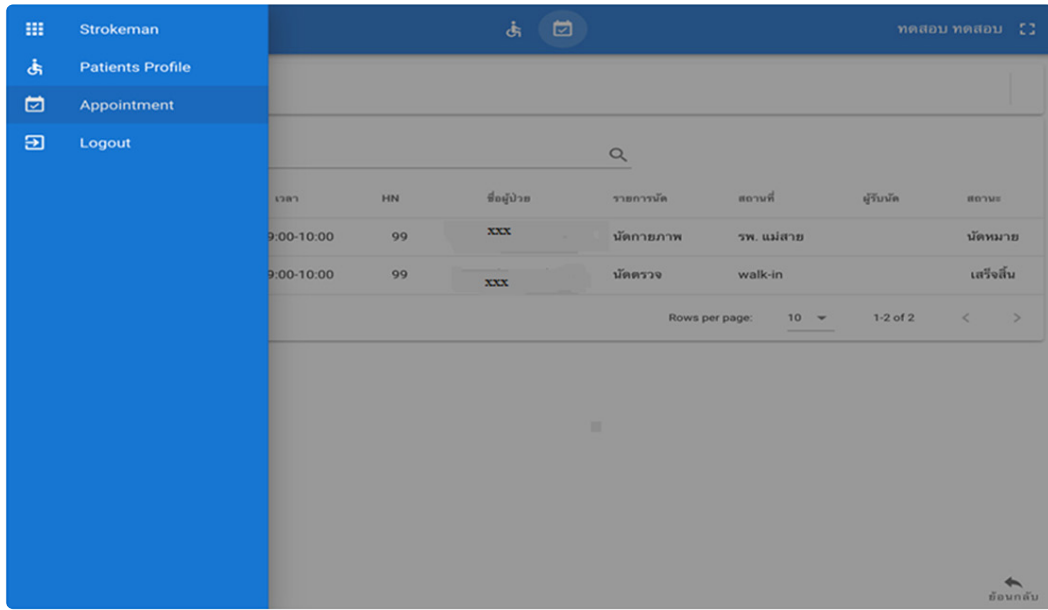 Strokeman
ทดสอบ ทดสอบ
Patients Profile
Appointment
Logout
เวลา HN ชื่อผู้ป่วย รายการนัด สถานที่ ผู้รับนัด สถานะ
9:00-10:00 99 xxx นัดกายภาพ รพ. แม่สาย นัดหมาย
9:00-10:00 99 xxx นัดตรวจ walk-in เสร็จสิ้น
Rows per page: 10 1-2 of 2
ย้อนกลับ